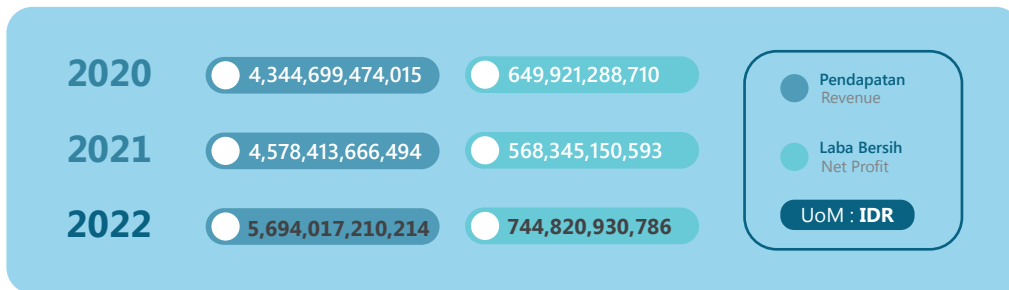 2020 4,344,699,474,015 649,921,288,710
2021 4,578,413,666,494 568,345,150,593
2022 5,694,017,210,214 744,820,930,786
Pendapatan
Revenue
Laba Bersih
Net Profit
UoM : IDR